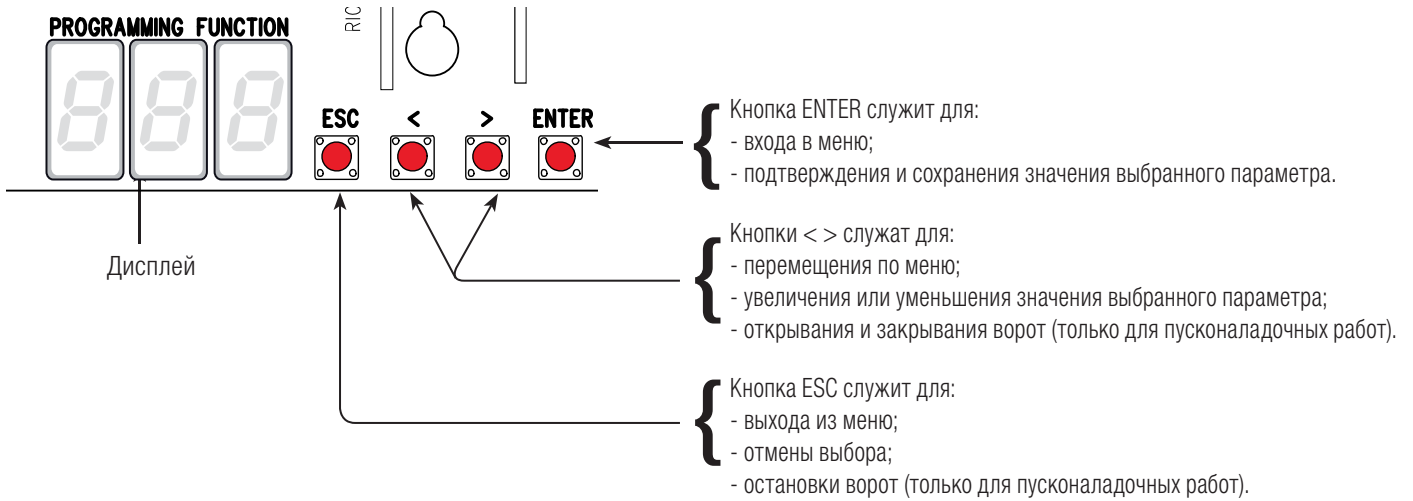 PROGRAMMING FUNCTION
RIC
ESC < > ENTER
Дисплей
Кнопка ENTER служит для:
- входа в меню;
- подтверждения и сохранения значения выбранного параметра.
Кнопки < > служат для:
- перемещения по меню;
- увеличения или уменьшения значения выбранного параметра;
- открывания и закрывания ворот (только для пусконаладочных работ).
Кнопка ESC служит для:
- выхода из меню;
- отмены выбора;
- остановки ворот (только для пусконаладочных работ).